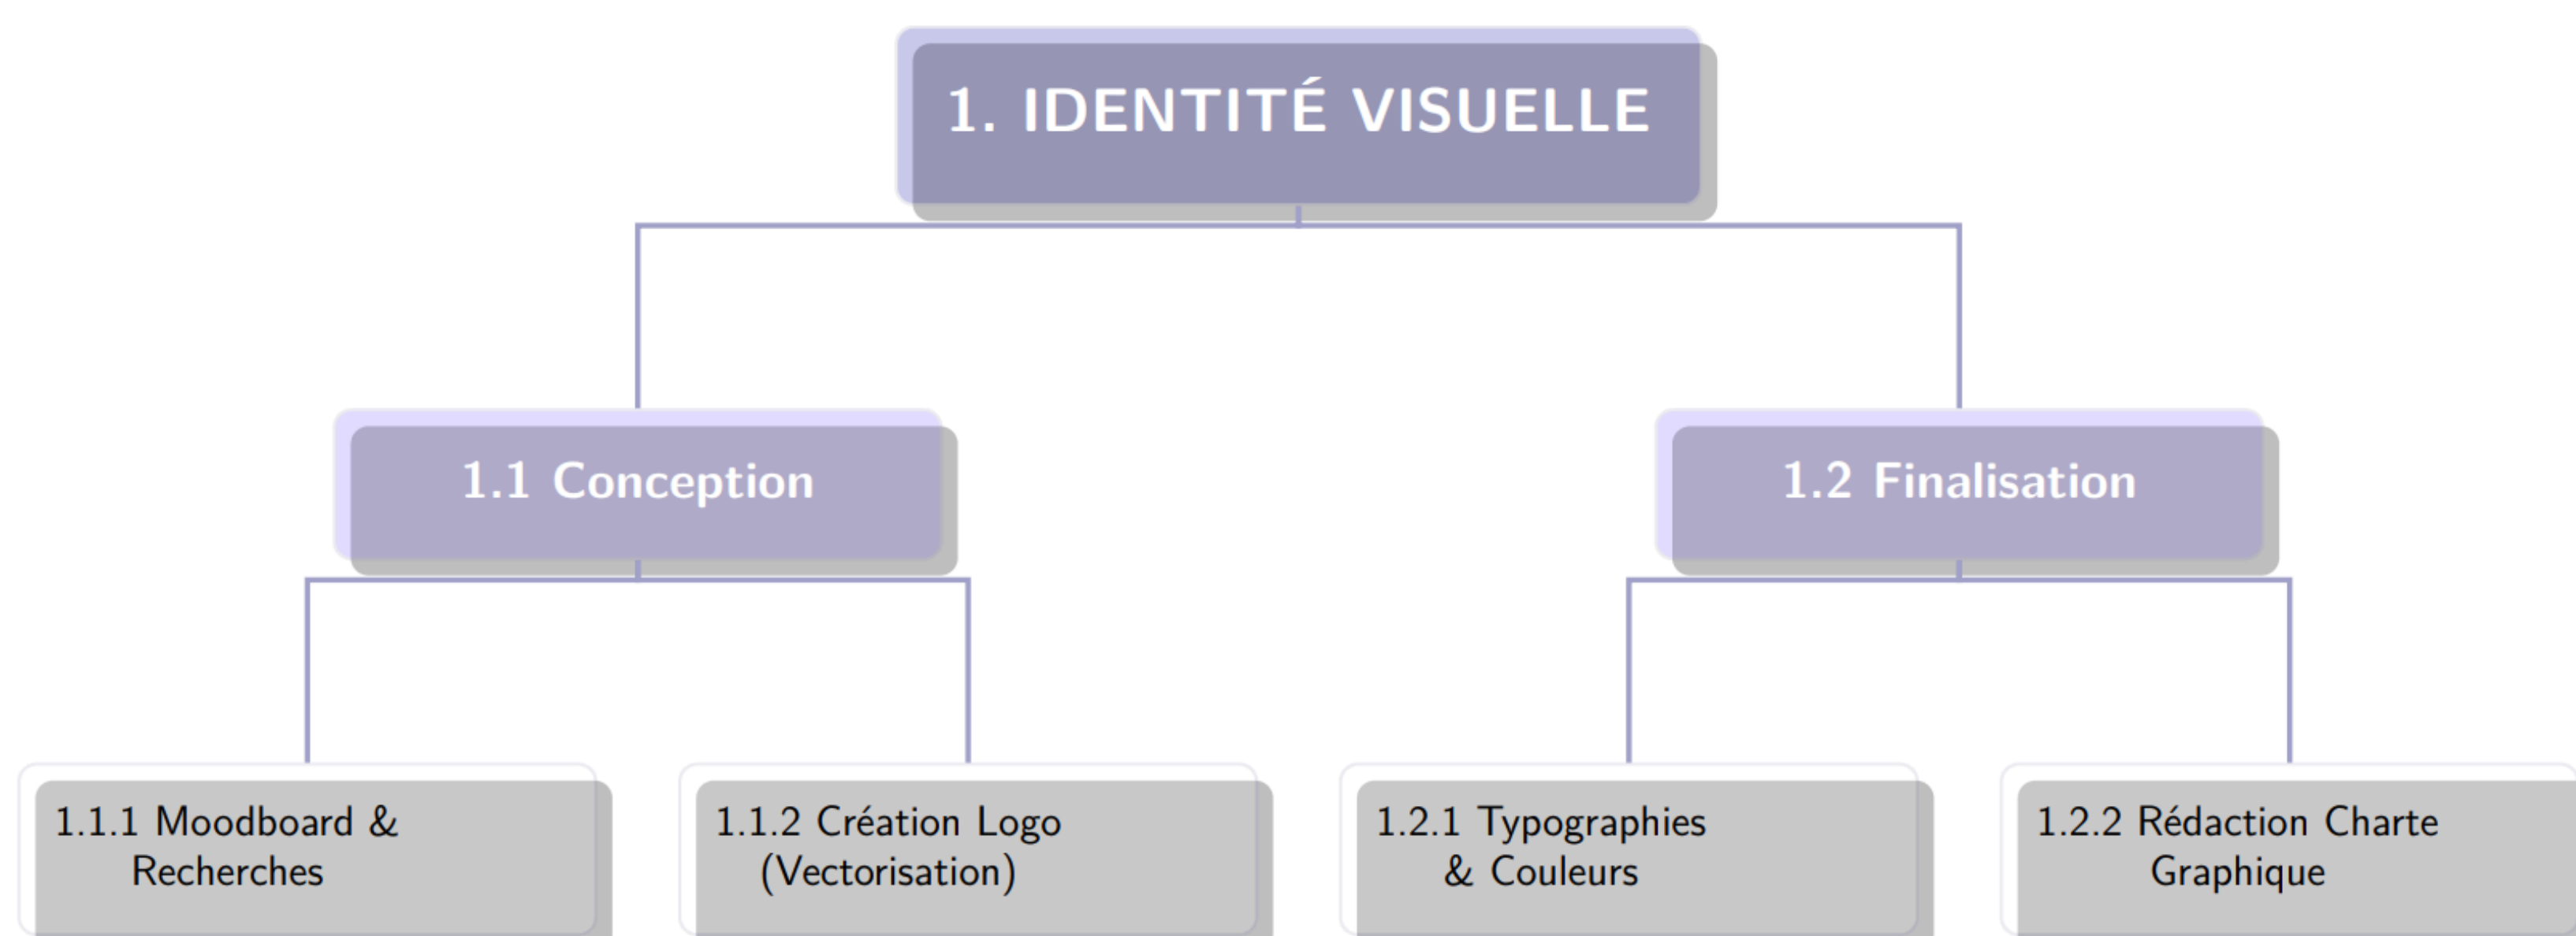 1. IDENTITÉ VISUELLE
1.1 Conception
1.2 Finalisation
1.1.1 Moodboard &
Recherches
1.1.2 Création Logo
(Vectorisation)
1.2.1 Typographies
& Couleurs
1.2.2 Rédaction Charte
Graphique